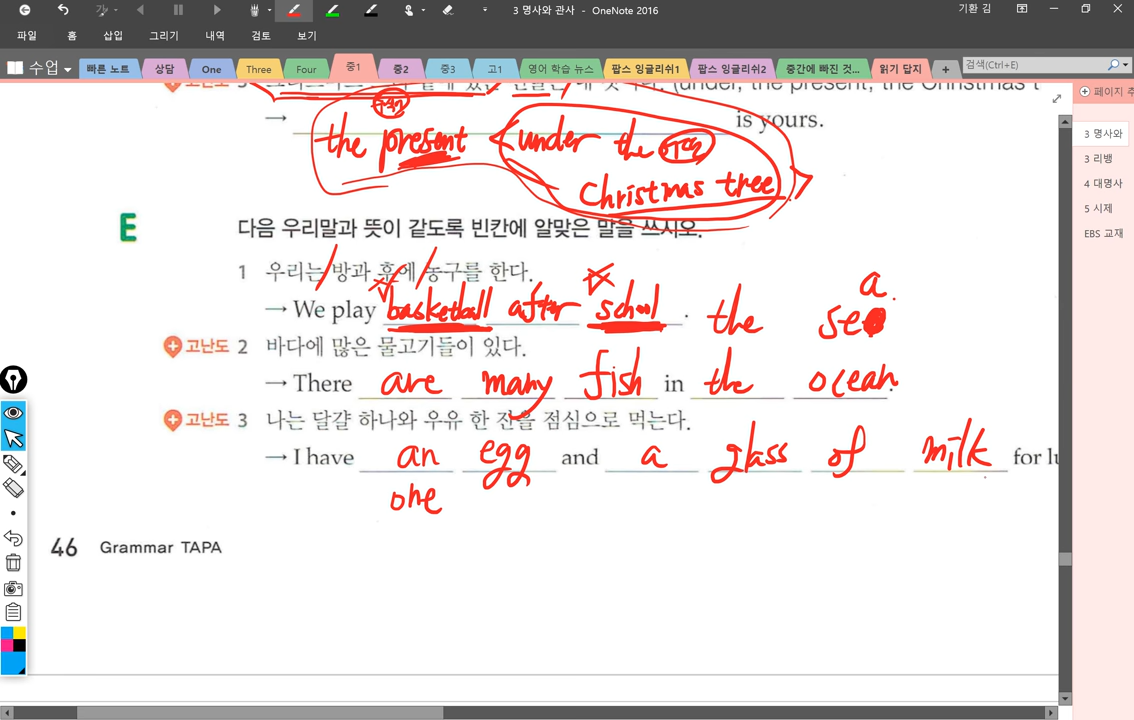 3 명사와 관사 - OneNote 2016
기환 김
파일 홈 삽입 그리기 내역 검토 보기
수업 빠른 노트 상담 One Three Four 중1 중2 중3 고1 영어 학습 뉴스 팝스 잉글리쉬1 팝스 잉글리쉬2 중간에 빠진 것... 읽기 답지 + 검색(Ctrl+E)
고난도 3 (under, the present, the Christmas t
→ the present under the is yours.
Christmas tree
E 다음 우리말과 뜻이 같도록 빈칸에 알맞은 말을 쓰시오.
1 우리는 방과 후에 농구를 한다.
→ We play basketball after school . the sea
고난도 2 바다에 많은 물고기들이 있다.
→ There are many fish in the ocean.
고난도 3 나는 달걀 하나와 우유 한 잔을 점심으로 먹는다.
→ I have an egg and a glass of milk for lu
one
46 Grammar TAPA
페이지 추
3 명사와
3 리뱅
4 대명사
5 시제
EBS 교재